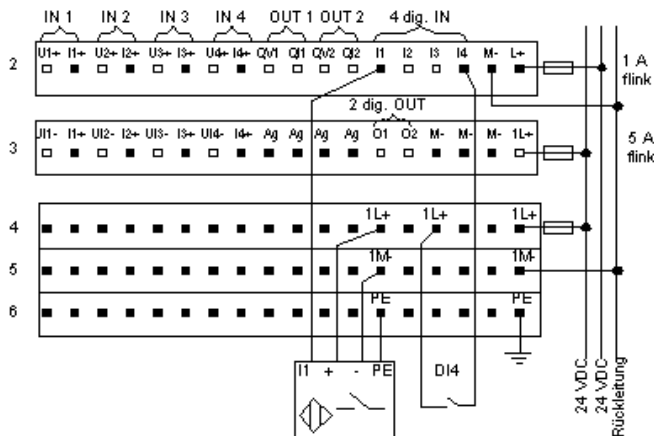 IN 1 IN 2 IN 3 IN 4 OUT 1 OUT 2 4 dig. IN
U1+ I1+ U2+ I2+ U3+ I3+ U4+ I4+ QV1 QI1 QV2 QI2 I1 I2 I3 I4 M- L+
2
1 A
flink
2 dig. OUT
UI1- I1+ UI2- I2+ UI3- I3+ UI4- I4+ Ag Ag Ag Ag O1 O2 M- M- M- 1L+
3
5 A
flink
4 1L+ 1L+ 1L+
5 1M- 1M-
6 PE PE
I1 + - PE DI4
24 VDC
24 VDC
Rückleitung